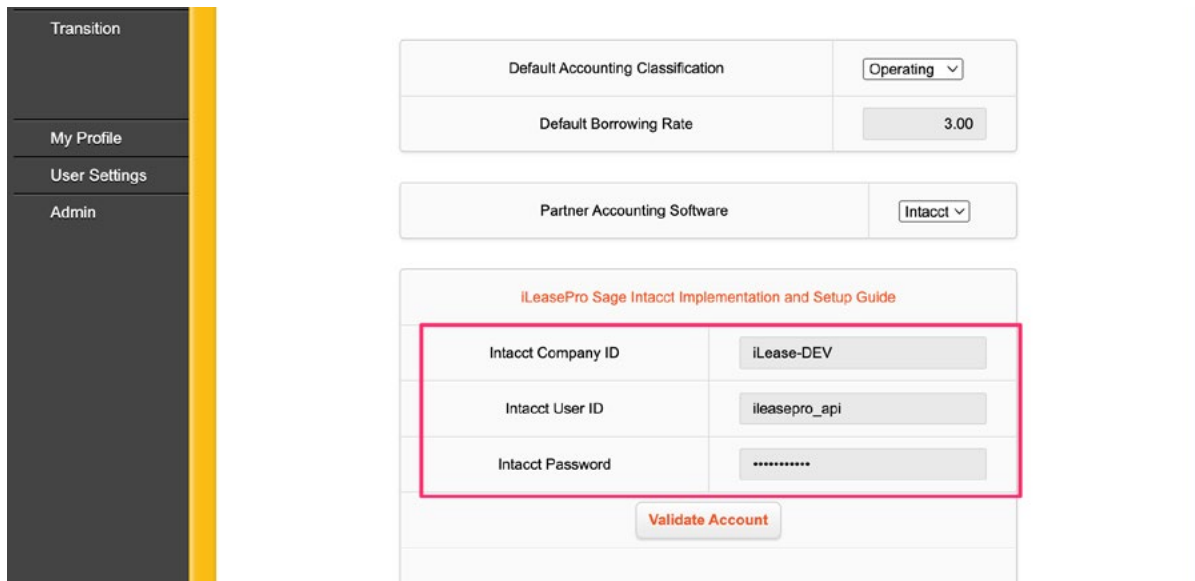 Transition
My Profile
User Settings
Admin
Default Accounting Classification Operating
Default Borrowing Rate 3.00
Partner Accounting Software Intacct
iLeasePro Sage Intacct Implementation and Setup Guide
Intacct Company ID iLease-DEV
Intacct User ID ileasepro_api
Intacct Password •••••••••••
Validate Account